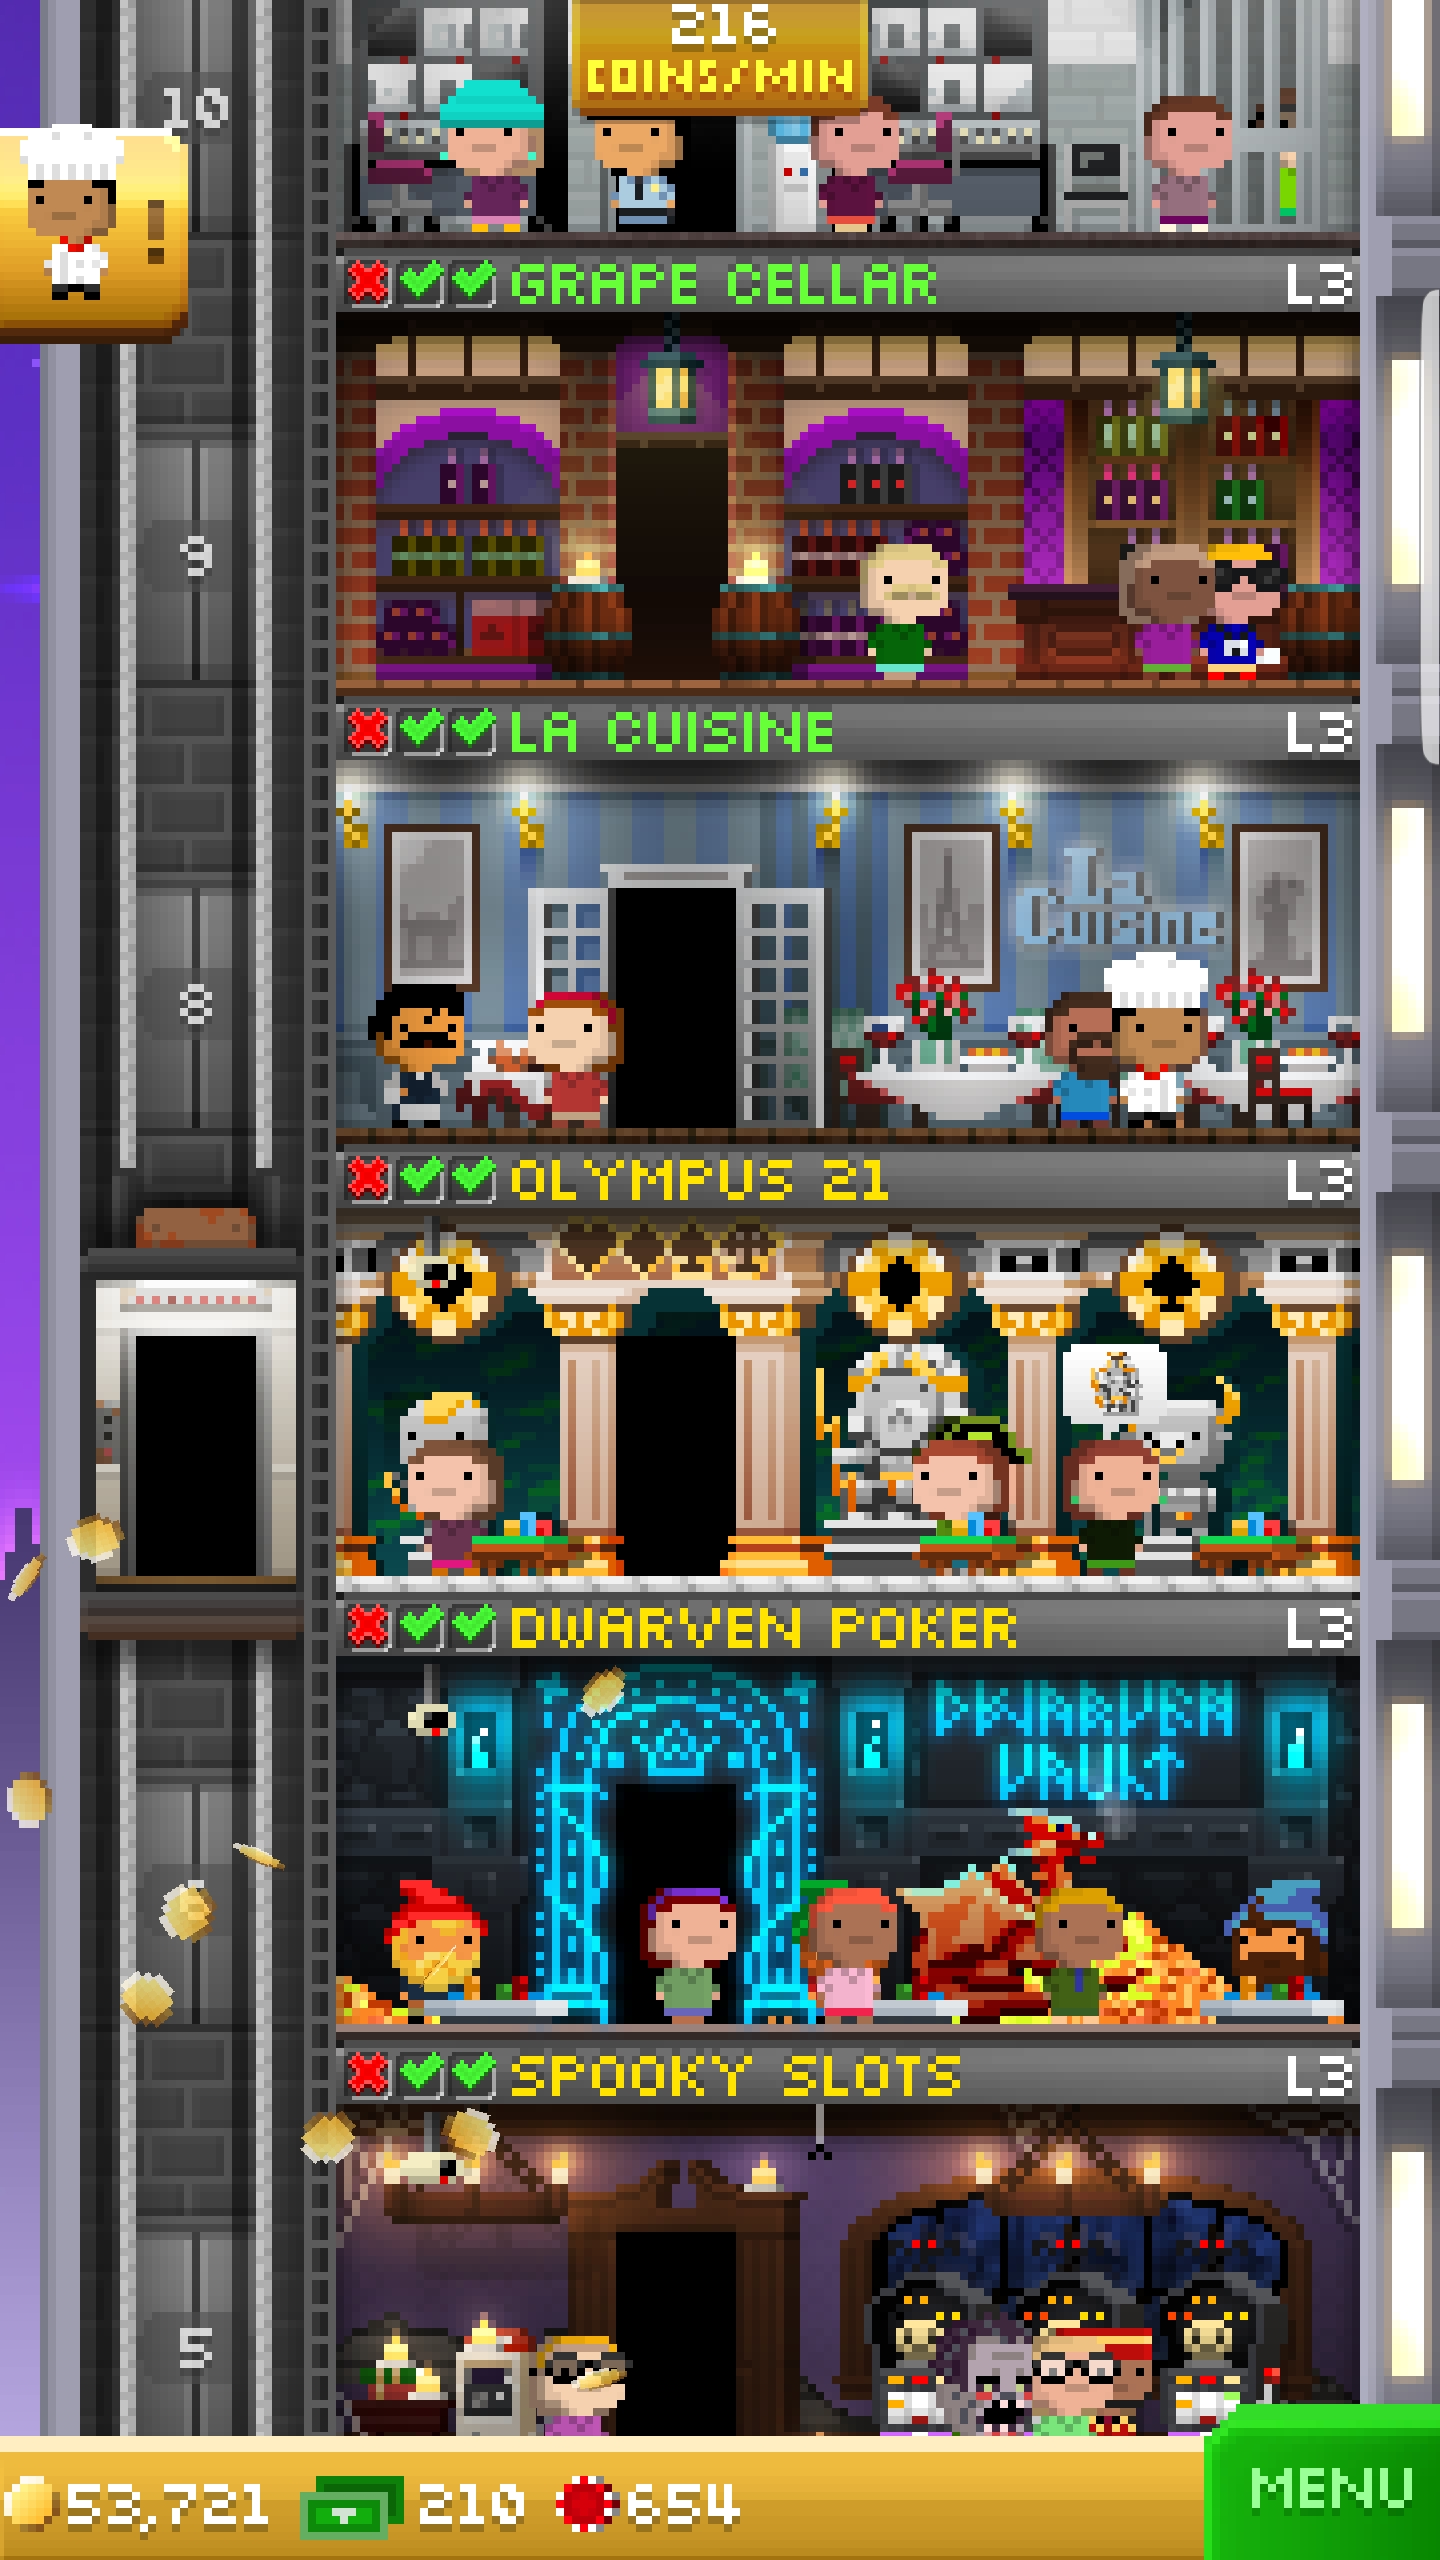 216
COINS/MIN
10
!
GRAPE CELLAR L3
9
LA CUISINE L3
La
Cuisine
8
OLYMPUS 21 L3
DWARVEN POKER L3
DWARVEN
VAULT
SPOOKY SLOTS L3
5
53,721 210 654
MENU